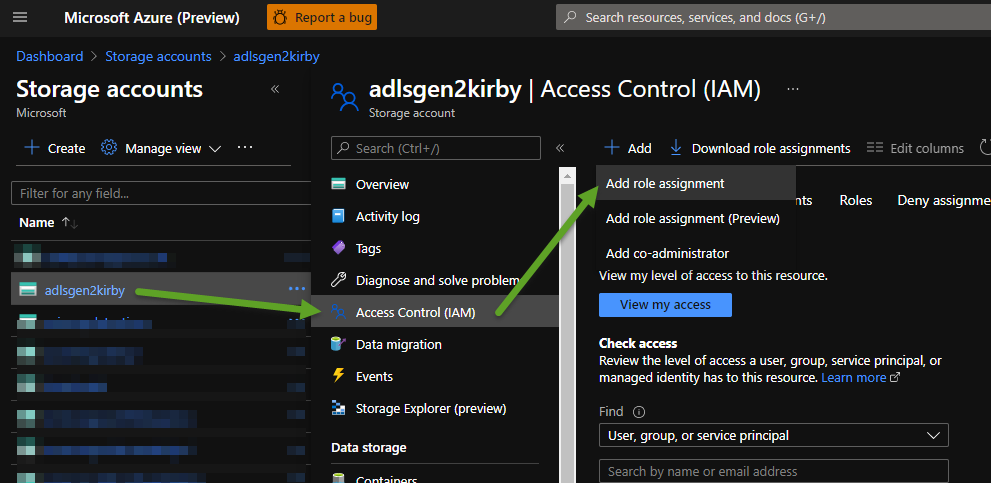 Microsoft Azure (Preview)
Report a bug
Search resources, services, and docs (G+/)
Dashboard > Storage accounts > adlsgen2kirby
Storage accounts
Microsoft
+ Create
Manage view
Filter for any field...
Name
adlsgen2kirby
adlsgen2kirby | Access Control (IAM)
Storage account
Search (Ctrl+/)
Overview
Activity log
Tags
Diagnose and solve problem
Access Control (IAM)
Data migration
Events
Storage Explorer (preview)
Data storage
Containers
+ Add
Download role assignments
Edit columns
Add role assignment
Add role assignment (Preview)
Add co-administrator
nts
Roles
Deny assignme
View my level of access to this resource.
View my access
Check access
Review the level of access a user, group, service principal, or
managed identity has to this resource. Learn more
Find
User, group, or service principal
Search by name or email address